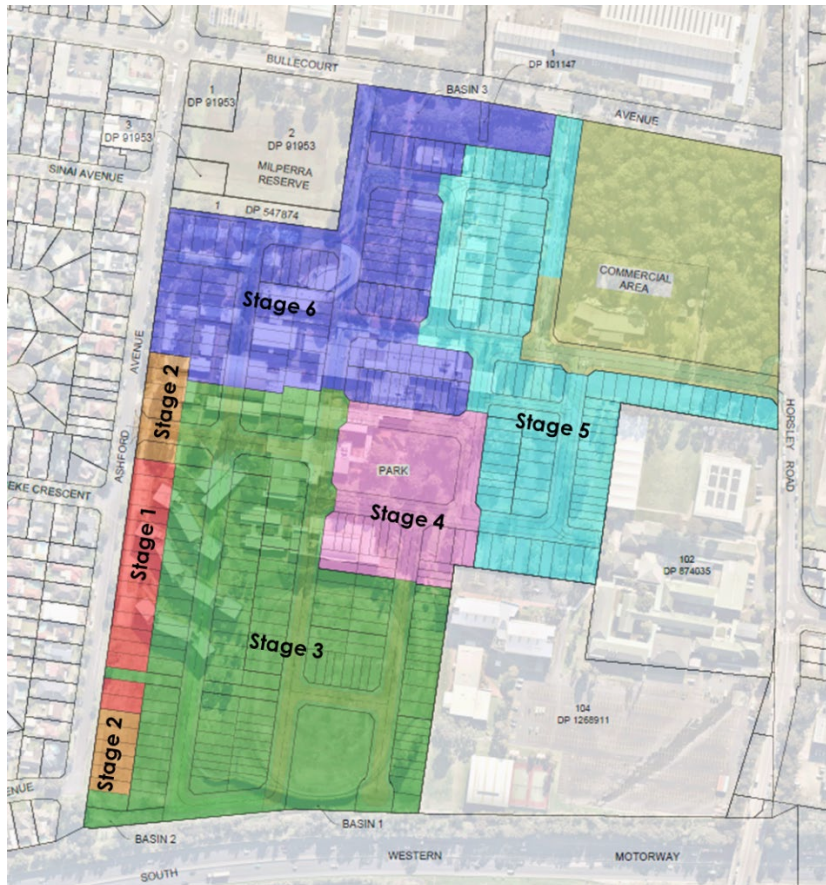 BULLECOURT
AVENUE
BASIN 3
1
DP 101147
1
DP 91953
3
DP 91953
2
DP 91953
MILPERRA
RESERVE
SINAI AVENUE
1 DP 547874
COMMERCIAL
AREA
Stage 6
AVENUE
ASHFORD
Stage 2
Stage 5
HORSLEY ROAD
PARK
EKE CRESCENT
Stage 4
Stage 1
102
DP 874035
Stage 3
104
DP 1268911
Stage 2
ENUE
BASIN 1
BASIN 2
WESTERN
MOTORWAY
SOUTH